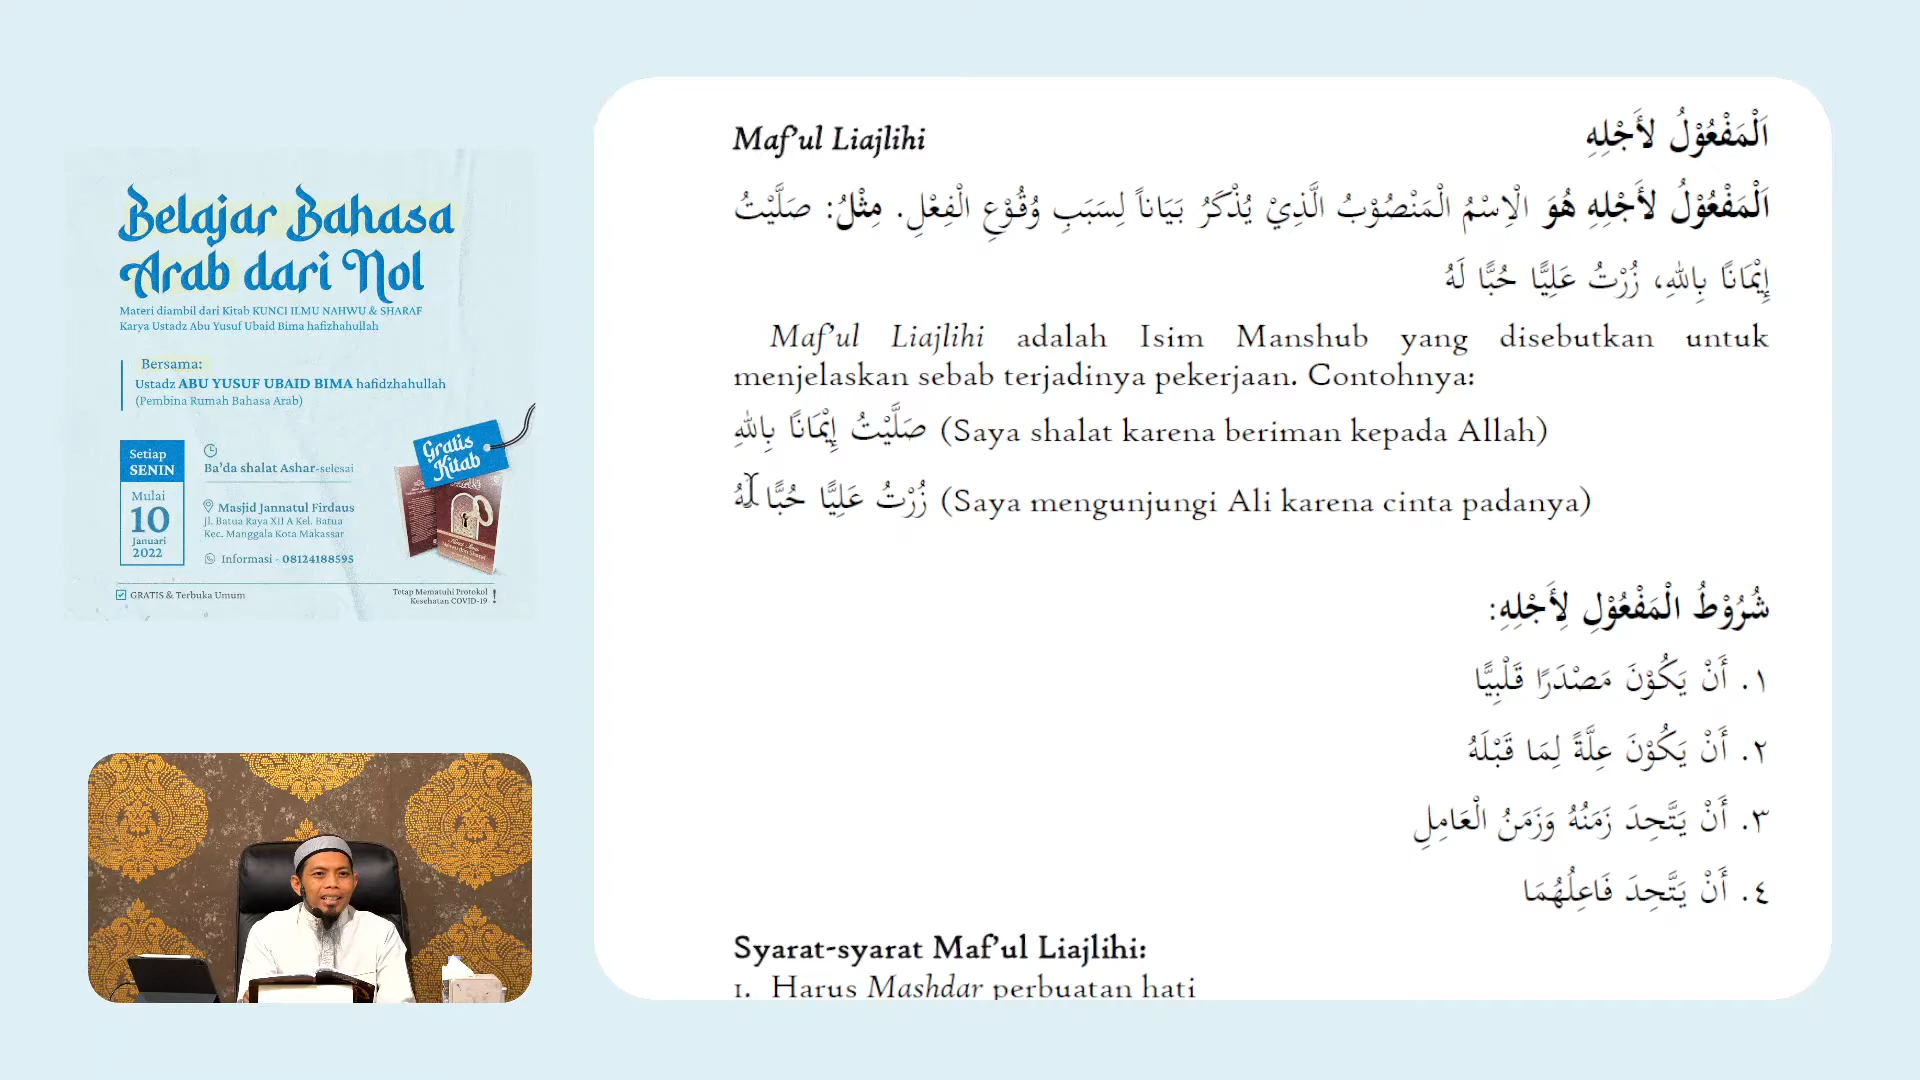 Belajar Bahasa
Arab dari Nol
Materi diambil dari Kitab KUNCI ILMU NAHWU & SHARAF
Karya Ustadz Abu Yusuf Ubaid Bima hafizhahullah
Bersama:
Ustadz ABU YUSUF UBAID BIMA hafidzhahullah
(Pembina Rumah Bahasa Arab)
Gratis
Kitab
Setiap
SENIN
Mulai
10
Januari
2022
Ba'da shalat Ashar-selesai
Masjid Jannatul Firdaus
Jl. Batua Raya XII A Kel. Batua
Kec. Manggala Kota Makassar
Informasi - 08124188595
GRATIS & Terbuka Umum
Tetap Mematuhi Protokol
Kesehatan COVID-19 !
Maf'ul Liajlihi اَلْمَفْعُوْلُ لأَجْلِهِ
اَلْمَفْعُوْلُ لأَجْلِهِ هُوَ الْاِسْمُ الْمَنْصُوْبُ الَّذِيْ يُذْكَرُ بَيَاناً لِسَبَبِ وُقُوْعِ الْفِعْلِ. مِثْلُ: صَلَّيْتُ
إِيْمَانًا بِاللهِ، زُرْتُ عَلِيًّا حُبًّا لَهُ
Maf'ul Liajlihi adalah Isim Manshub yang disebutkan untuk
menjelaskan sebab terjadinya pekerjaan. Contohnya:
صَلَّيْتُ إِيْمَانًا بِاللهِ (Saya shalat karena beriman kepada Allah)
زُرْتُ عَلِيًّا حُبًّا لَهُ (Saya mengunjungi Ali karena cinta padanya)
شُرُوْطُ الْمَفْعُوْلِ لِأَجْلِهِ:
١. أَنْ يَكُوْنَ مَصْدَرًا قَلْبِيًّا
٢. أَنْ يَكُوْنَ عِلَّةً لِمَا قَبْلَهُ
٣. أَنْ يَتَّحِدَ زَمَنُهُ وَزَمَنُ الْعَامِلِ
٤. أَنْ يَتَّحِدَ فَاعِلُهُمَا
Syarat-syarat Maf'ul Liajlihi:
1. Harus Mashdar perbuatan hati